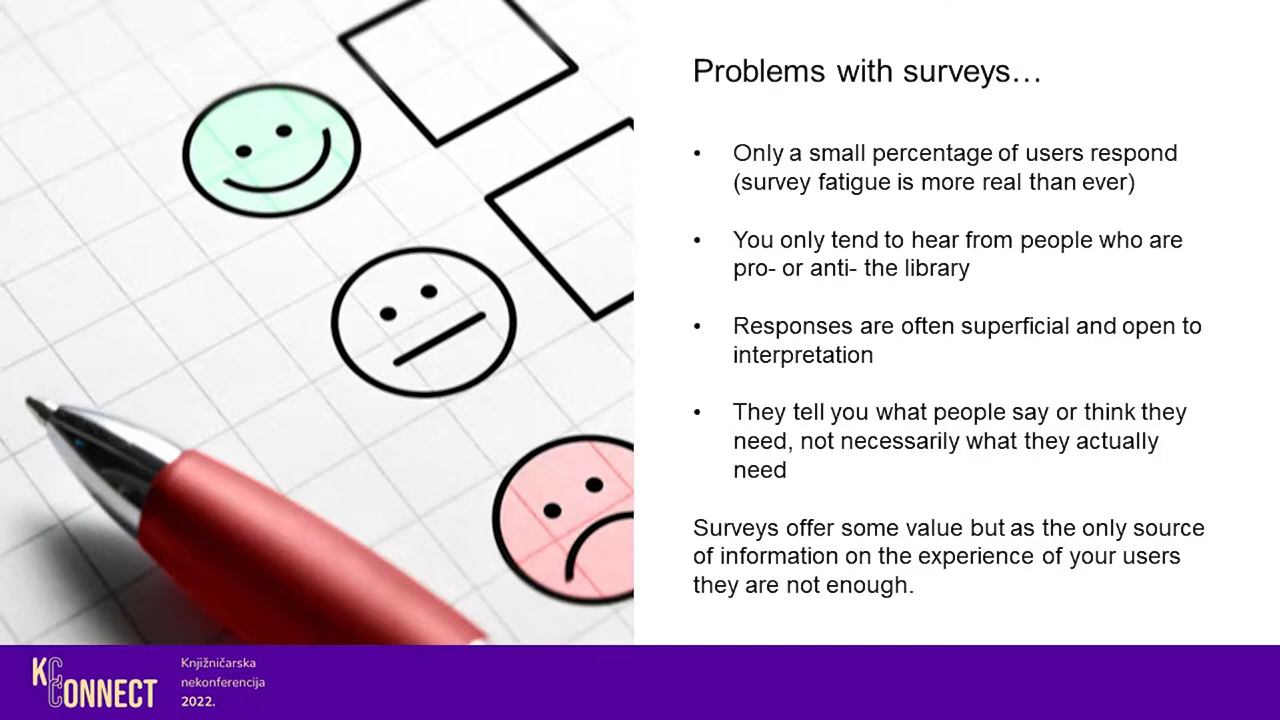 Problems with surveys…
• Only a small percentage of users respond
(survey fatigue is more real than ever)
• You only tend to hear from people who are
pro- or anti- the library
• Responses are often superficial and open to
interpretation
• They tell you what people say or think they
need, not necessarily what they actually
need
Surveys offer some value but as the only source
of information on the experience of your users
they are not enough.
KCCONNECT
Knjižničarska
nekonferencija
2022.